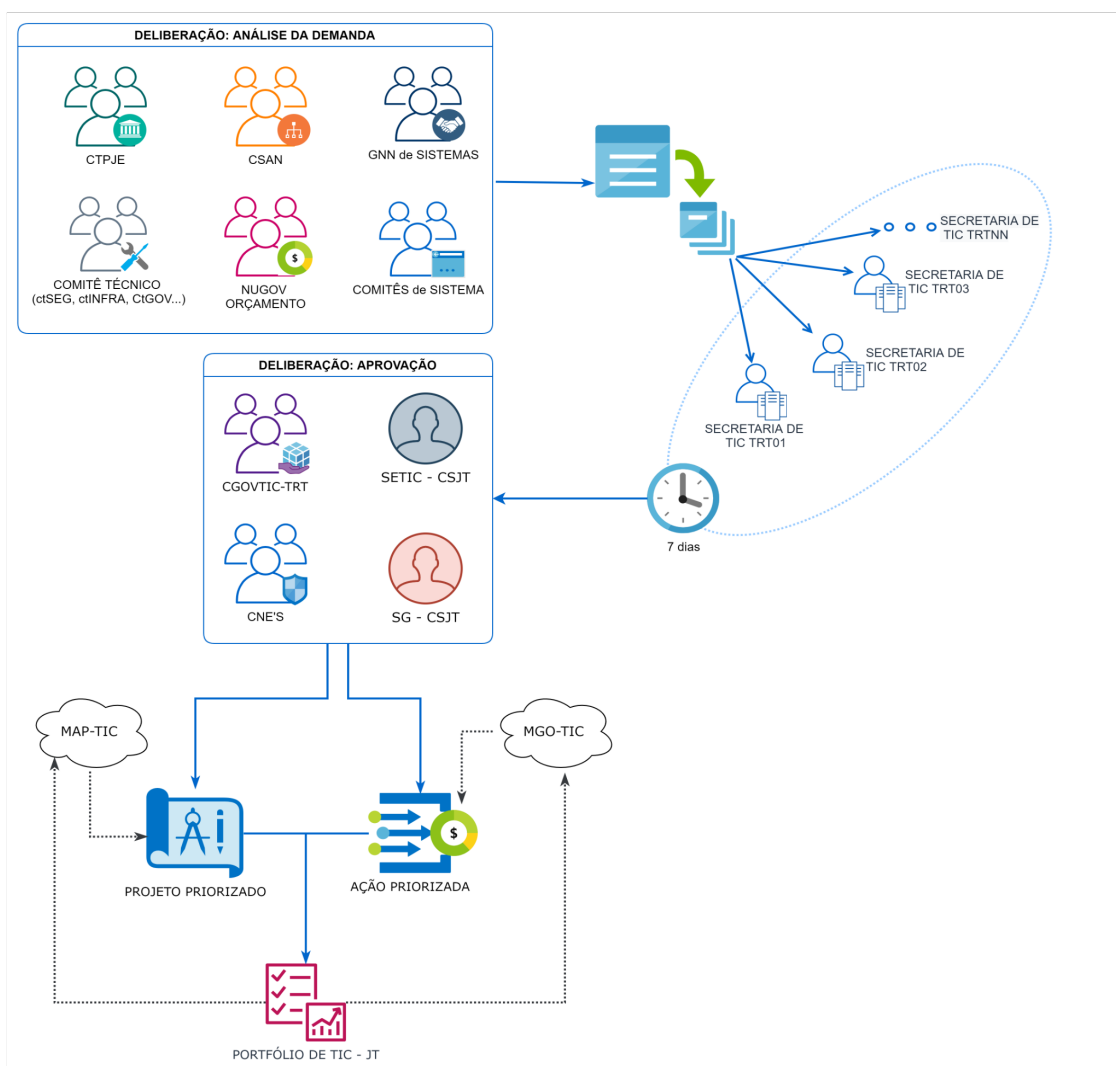 DELIBERAÇÃO: ANÁLISE DA DEMANDA
CTPJE
CSAN
GNN de SISTEMAS
COMITÊ TÉCNICO
(ctSEG, ctINFRA, CtGOV...)
NUGOV
ORÇAMENTO
$
COMITÊS de SISTEMA
SECRETARIA DE
TIC TRTNN
SECRETARIA DE
TIC TRT03
SECRETARIA DE
TIC TRT02
SECRETARIA DE
TIC TRT01
7 dias
DELIBERAÇÃO: APROVAÇÃO
CGOVTIC-TRT
SETIC - CSJT
CNE'S
SG - CSJT
MAP-TIC
MGO-TIC
PROJETO PRIORIZADO
$
AÇÃO PRIORIZADA
PORTFÓLIO DE TIC - JT